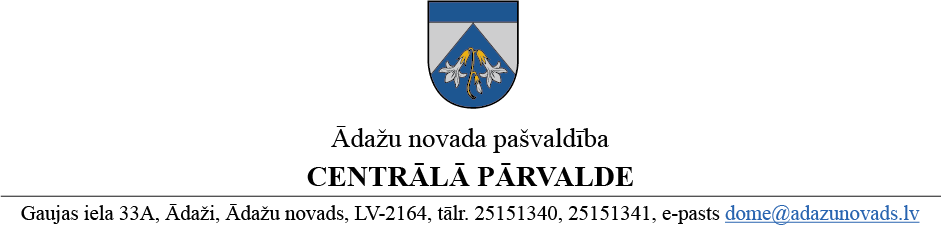 Ādažu novada pašvaldība
CENTRĀLĀ PĀRVALDE
Gaujas iela 33A, Ādaži, Ādažu novads, LV-2164, tālr. 25151340, 25151341, e-pasts dome@adazunovads.lv